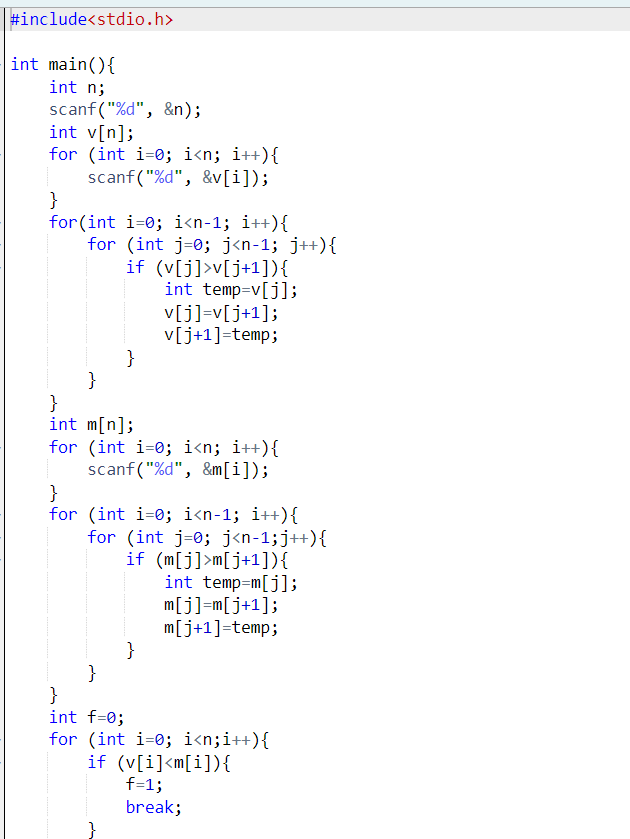 #include<stdio.h>
int main(){
    int n;
    scanf("%d", &n);
    int v[n];
    for (int i=0; i<n; i++){
        scanf("%d", &v[i]);
    }
    for(int i=0; i<n-1; i++){
        for (int j=0; j<n-1; j++){
            if (v[j]>v[j+1]){
                int temp=v[j];
                v[j]=v[j+1];
                v[j+1]=temp;
            }
        }
    }
    int m[n];
    for (int i=0; i<n; i++){
        scanf("%d", &m[i]);
    }
    for (int i=0; i<n-1; i++){
        for (int j=0; j<n-1;j++){
            if (m[j]>m[j+1]){
                int temp=m[j];
                m[j]=m[j+1];
                m[j+1]=temp;
            }
        }
    }
    int f=0;
    for (int i=0; i<n;i++){
        if (v[i]<m[i]){
            f=1;
            break;
        }